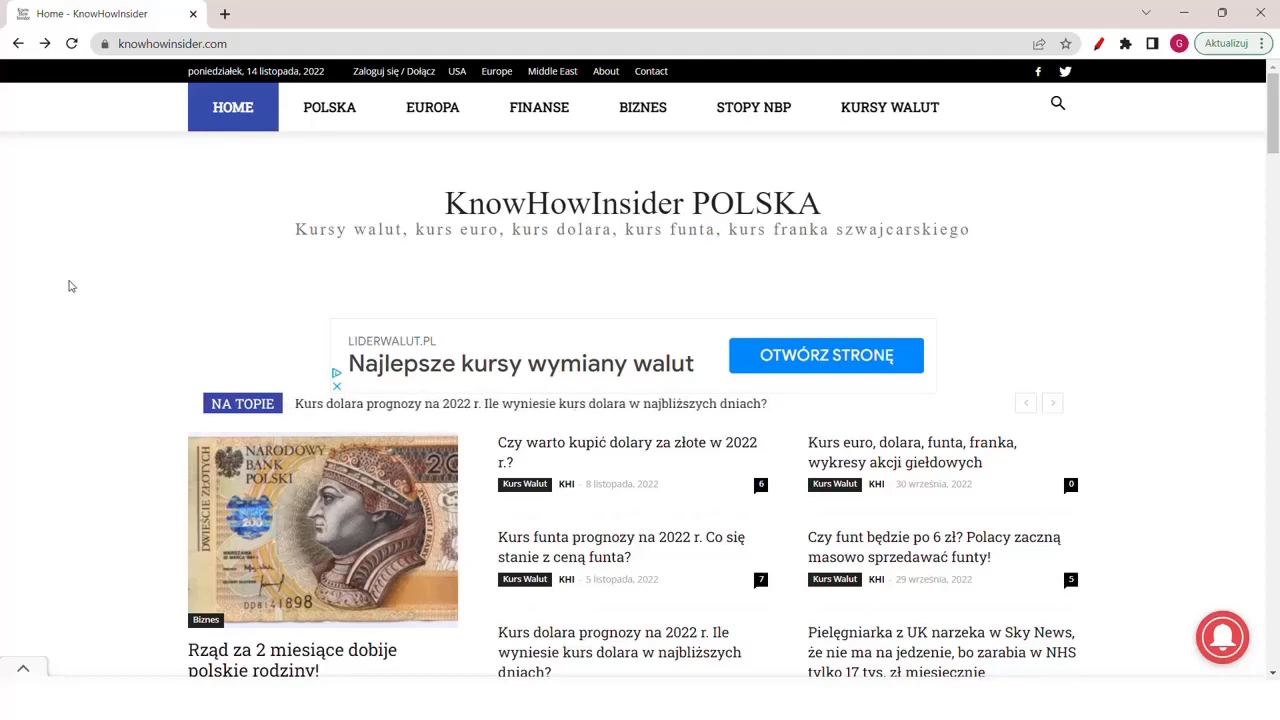 Home - KnowHowInsider
knowhowinsider.com
G
Aktualizuj
poniedziałek, 14 listopada, 2022
Zaloguj się / Dołącz
USA
Europe
Middle East
About
Contact
HOME
POLSKA
EUROPA
FINANSE
BIZNES
STOPY NBP
KURSY WALUT
KnowHowInsider POLSKA
Kursy walut, kurs euro, kurs dolara, kurs funta, kurs franka szwajcarskiego
LIDERWALUT.PL
Najlepsze kursy wymiany walut
OTWÓRZ STRONĘ
NA TOPIE
Kurs dolara prognozy na 2022 r. Ile wyniesie kurs dolara w najbliższych dniach?
NARODOWY
BANK
POLSKI
20
DWIEŚCIE ZŁOTYCH
200
DD8141898
Biznes
Rząd za 2 miesiące dobije
polskie rodziny!
Czy warto kupić dolary za złote w 2022
r.?
Kurs Walut KHI - 8 listopada, 2022 6
Kurs funta prognozy na 2022 r. Co się
stanie z ceną funta?
Kurs Walut KHI - 5 listopada, 2022 7
Kurs dolara prognozy na 2022 r. Ile
wyniesie kurs dolara w najbliższych
dniach?
Kurs euro, dolara, funta, franka,
wykresy akcji giełdowych
Kurs Walut KHI - 30 września, 2022 0
Czy funt będzie po 6 zł? Polacy zaczną
masowo sprzedawać funty!
Kurs Walut KHI - 29 września, 2022 5
Pielęgniarka z UK narzeka w Sky News,
że nie ma na jedzenie, bo zarabia w NHS
tylko 17 tys. zł miesięcznie